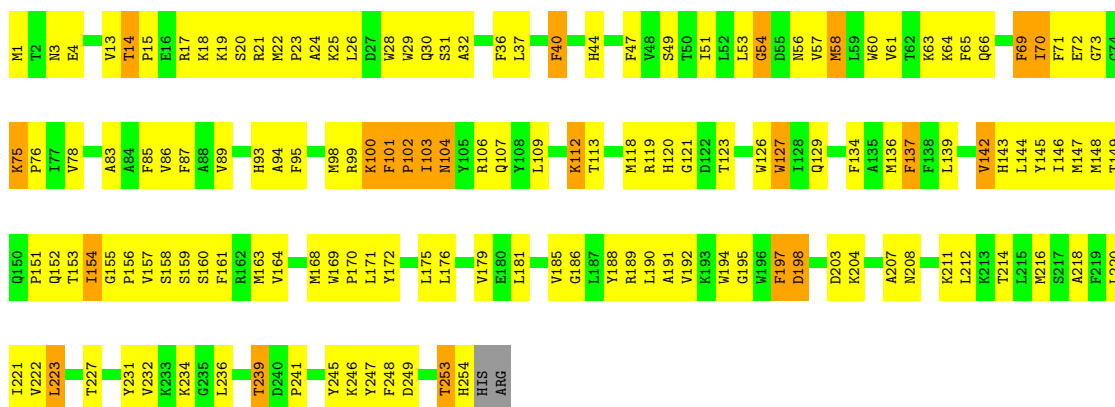 M1 T2 N3 E4 V13 T14 P15 E16 R17 K18 K19 S20 R21 M22 P23 A24 K25 L26 D27 W28 W29 Q30 S31 A32 F36 L37 F40 H44 F47 V48 S49 T50 I51 L52 L53 G54 D55 N56 V57 M58 L59 W60 V61 T62 K63 K64 F65 Q66 F69 I70 F71 E72 G73 G74
K75 P76 I77 V78 A83 A84 F85 V86 F87 A88 V89 H93 A94 F95 M98 R99 K100 F101 P102 I103 N104 Y105 R106 Q107 Y108 L109 K112 T113 M118 R119 H120 G121 D122 T123 W126 W127 I128 Q129 F134 A135 M136 F137 F138 L139 V142 H143 L144 Y145 I146 M147 M148 T149
Q150 P151 Q152 T153 I154 G155 P156 V157 S158 S159 S160 F161 R162 M163 V164 M168 W169 P170 L171 Y172 L175 L176 V179 E180 L181 V185 G186 L187 Y188 R189 L190 A191 V192 K193 W194 G195 W196 F197 D198 D203 K204 A207 N208 K211 L212 K213 T214 L215 M216 S217 A218 F219 L220
I221 V222 L223 T227 Y231 V232 K233 K234 G235 L236 T239 D240 P241 Y245 K246 Y247 F248 D249 T253 H254 HIS ARG